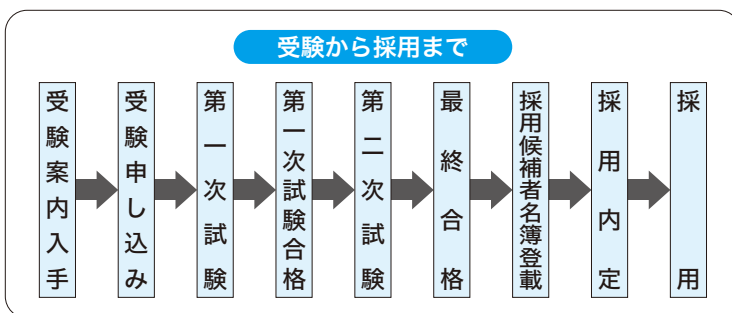 受験から採用まで
受験案内入手
受験申し込み
第一次試験
第一次試験合格
第二次試験
最終合格
採用候補者名簿登載
採用内定
採用